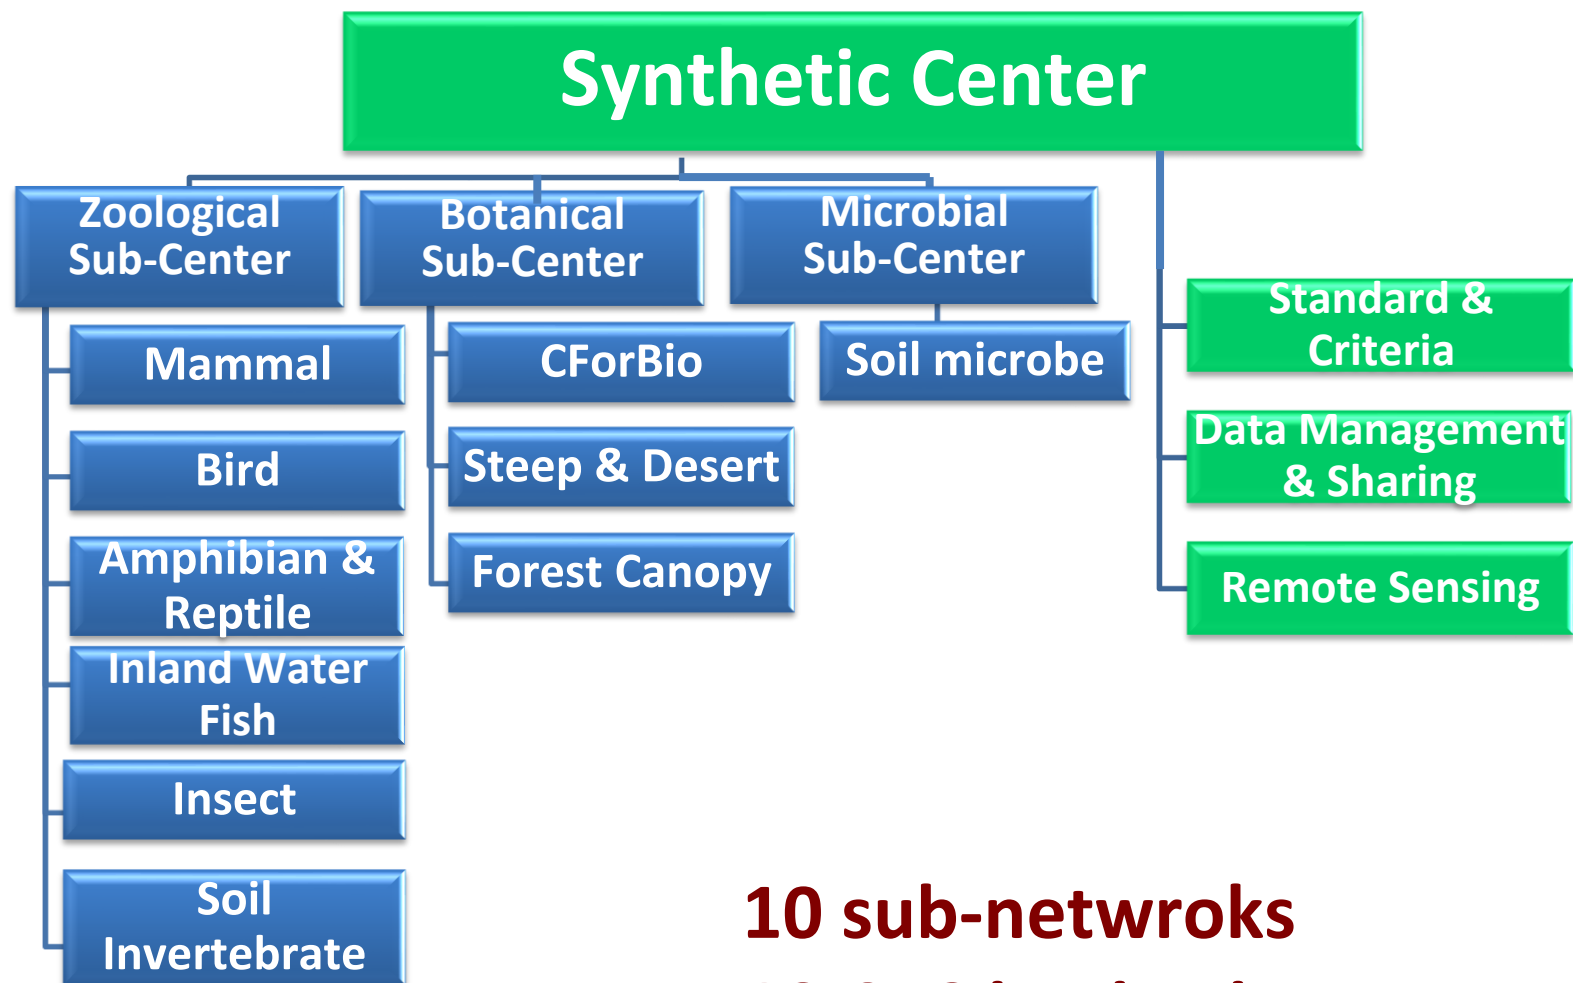 Synthetic Center
Zoological
Sub-Center
Botanical
Sub-Center
Microbial
Sub-Center
Mammal
Bird
Amphibian &
Reptile
Inland Water
Fish
Insect
Soil
Invertebrate
CForBio
Steep & Desert
Forest Canopy
Soil microbe
Standard &
Criteria
Data Management
& Sharing
Remote Sensing
10 sub-netwroks